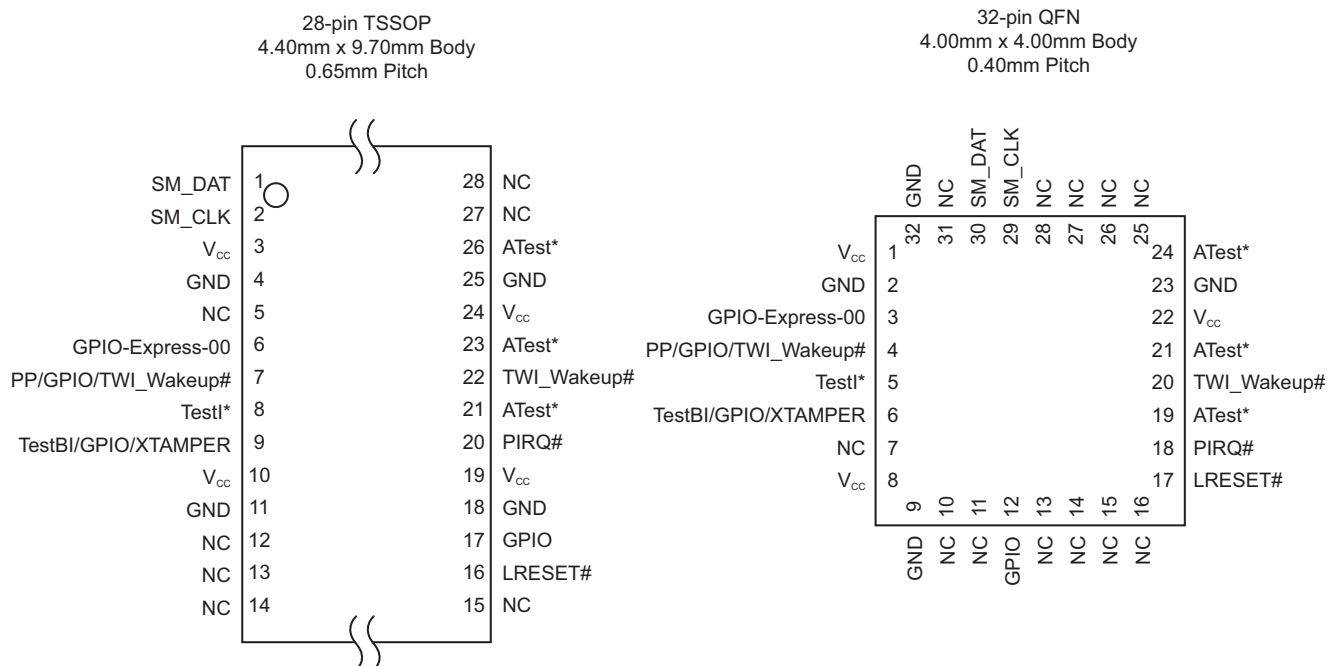 28-pin TSSOP
4.40mm x 9.70mm Body
0.65mm Pitch
SM_DAT 1
SM_CLK 2
Vcc 3
GND 4
NC 5
GPIO-Express-00 6
PP/GPIO/TWI_Wakeup# 7
TestI* 8
TestBI/GPIO/XTAMPER 9
Vcc 10
GND 11
NC 12
NC 13
NC 14
28 NC
27 NC
26 ATest*
25 GND
24 Vcc
23 ATest*
22 TWI_Wakeup#
21 ATest*
20 PIRQ#
19 Vcc
18 GND
17 GPIO
16 LRESET#
15 NC
32-pin QFN
4.00mm x 4.00mm Body
0.40mm Pitch
GND 32
NC 31
SM_DAT 30
SM_CLK 29
NC 28
NC 27
NC 26
NC 25
Vcc 1
GND 2
GPIO-Express-00 3
PP/GPIO/TWI_Wakeup# 4
TestI* 5
TestBI/GPIO/XTAMPER 6
NC 7
Vcc 8
24 ATest*
23 GND
22 Vcc
21 ATest*
20 TWI_Wakeup#
19 ATest*
18 PIRQ#
17 LRESET#
GND 9
NC 10
NC 11
GPIO 12
NC 13
NC 14
NC 15
NC 16